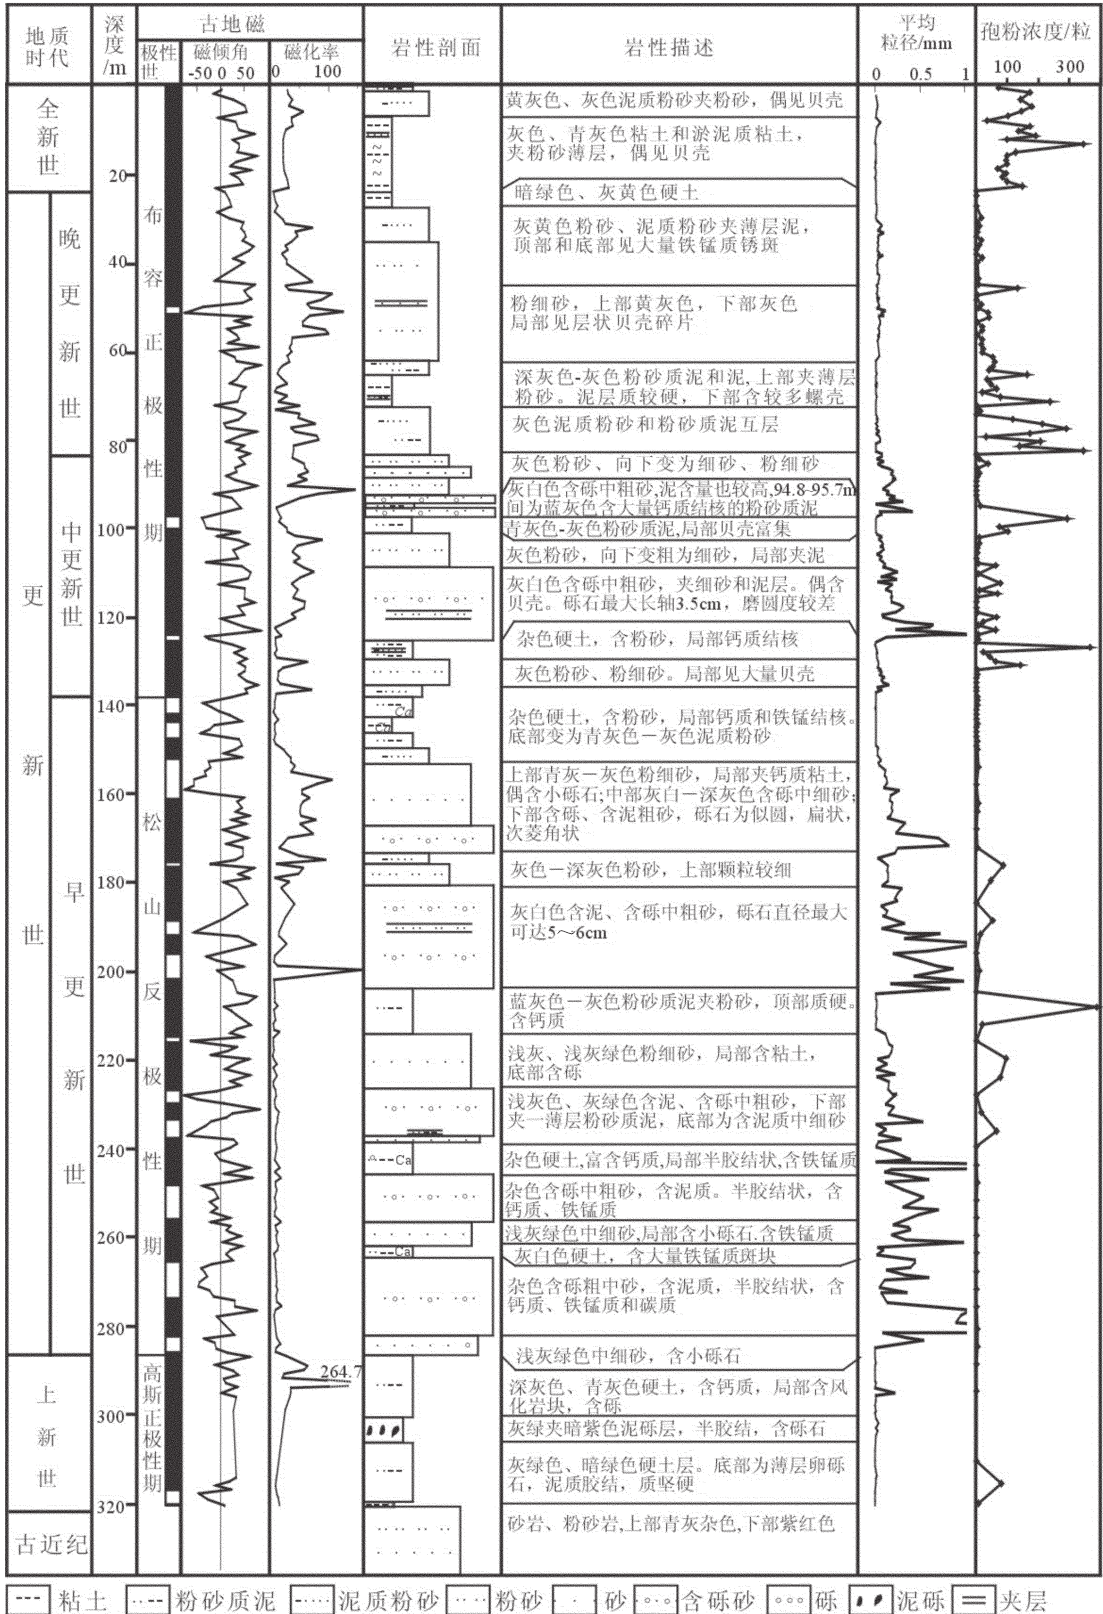 地质
时代
深度
/m
古地磁
极性世
磁倾角
-50 0 50
磁化率
0 100
岩性剖面
岩性描述
平均
粒径/mm
0 0.5 1
孢粉浓度/粒
100 300
全新世
更新世
晚更新世
中更新世
早更新世
上新世
古近纪
20
40
60
80
100
120
140
160
180
200
220
240
260
280
300
320
布容正极性期
松山反极性期
高斯正极性期
264.7
Ca
Ca
Ca
Ca
黄灰色、灰色泥质粉砂夹粉砂，偶见贝壳
灰色、青灰色粘土和淤泥质粘土，
夹粉砂薄层，偶见贝壳
暗绿色、灰黄色硬土
灰黄色粉砂、泥质粉砂夹薄层泥，
顶部和底部见大量铁锰质锈斑
粉细砂，上部黄灰色，下部灰色
局部见层状贝壳碎片
深灰色-灰色粉砂质泥和泥,上部夹薄层
粉砂。泥层质较硬，下部含较多螺壳
灰色泥质粉砂和粉砂质泥互层
灰色粉砂、向下变为细砂、粉细砂
灰白色含砾中粗砂,泥含量也较高,94.8-95.7m
间为蓝灰色含大量钙质结核的粉砂质泥
青灰色-灰色粉砂质泥,局部贝壳富集
灰色粉砂，向下变粗为细砂，局部夹泥
灰白色含砾中粗砂，夹细砂和泥层。偶含
贝壳。砾石最大长轴3.5cm，磨圆度较差
杂色硬土，含粉砂，局部钙质结核
灰色粉砂、粉细砂。局部见大量贝壳
杂色硬土，含粉砂，局部钙质和铁锰结核。
底部变为青灰色－灰色泥质粉砂
上部青灰－灰色粉细砂，局部夹钙质粘土，
偶含小砾石;中部灰白－深灰色含砾中细砂;
下部含砾、含泥粗砂，砾石为似圆，扁状，
次菱角状
灰色－深灰色粉砂，上部颗粒较细
灰白色含泥、含砾中粗砂，砾石直径最大
可达5～6cm
蓝灰色－灰色粉砂质泥夹粉砂，顶部质硬。
含钙质
浅灰、浅灰绿色粉细砂，局部含粘土，
底部含砾
浅灰色、灰绿色含泥、含砾中粗砂，下部
夹一薄层粉砂质泥，底部为含泥质中细砂
杂色硬土,富含钙质,局部半胶结状,含铁锰质
杂色含砾中粗砂，含泥质。半胶结状，含
钙质、铁锰质
浅灰绿色中细砂,局部含小砾石.含铁锰质
灰白色硬土，含大量铁锰质斑块
杂色含砾粗中砂，含泥质，半胶结状，含
钙质、铁锰质和碳质
浅灰绿色中细砂，含小砾石
深灰色、青灰色硬土，含钙质，局部含风
化岩块，含砾
灰绿夹暗紫色泥砾层，半胶结，含砾石
灰绿色、暗绿色硬土层。底部为薄层卵砾
石，泥质胶结，质坚硬
砂岩、粉砂岩,上部青灰杂色,下部紫红色
粘土 粉砂质泥 泥质粉砂 粉砂 砂 含砾砂 砾 泥砾 夹层